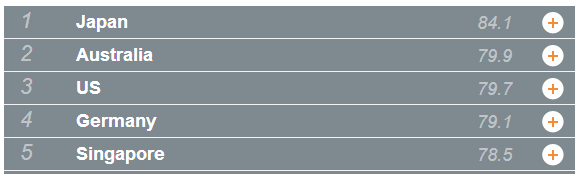 1 Japan 84.1
2 Australia 79.9
3 US 79.7
4 Germany 79.1
5 Singapore 78.5